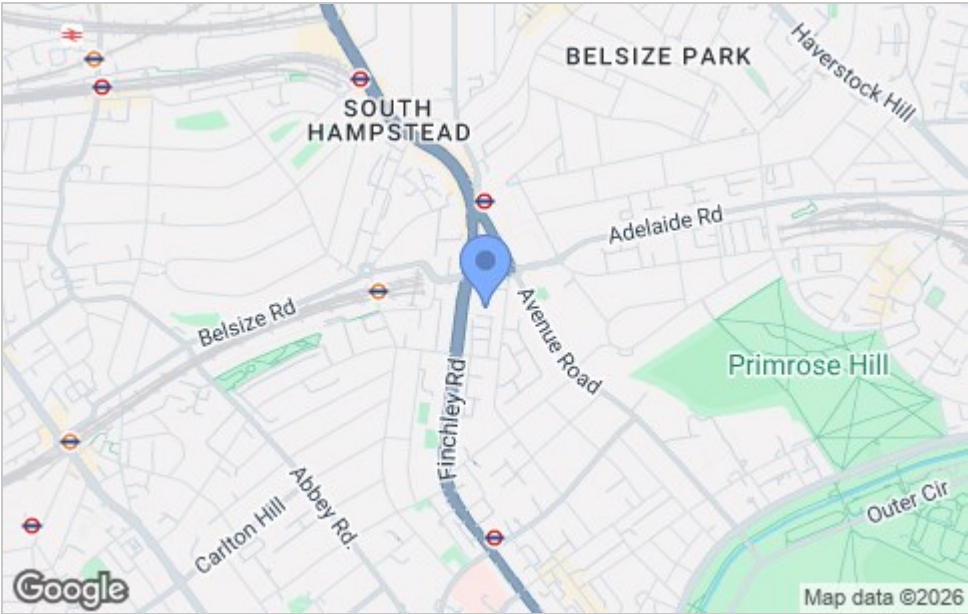 BELSIZE PARK
Haverstock Hill
SOUTH
HAMPSTEAD
Adelaide Rd
Belsize Rd
Avenue Road
Primrose Hill
Finchley Rd
Abbey Rd.
Carlton Hill
Outer Cir
Google
Map data ©2026